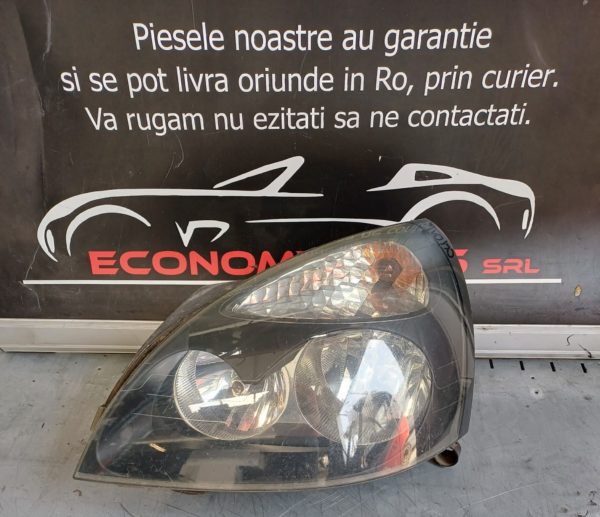 Piesele noastre au garantie
si se pot livra oriunde in Ro, prin curier.
Va rugam nu ezitati sa ne contactati.
SRL